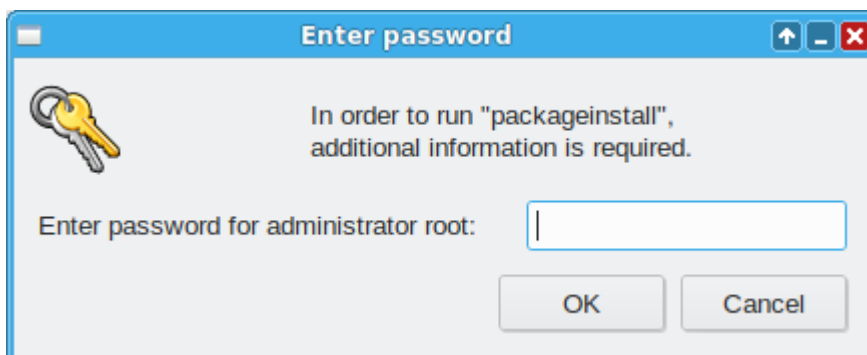 Enter password
In order to run "packageinstall",
additional information is required.
Enter password for administrator root:
OK Cancel